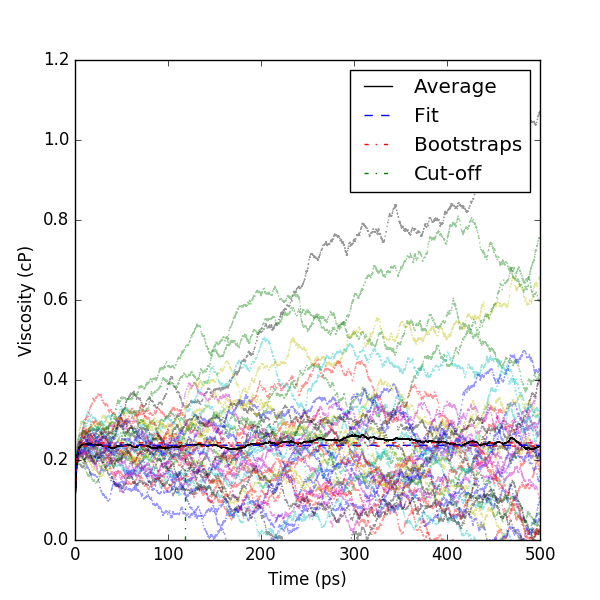 1.2
1.0
0.8
0.6
0.4
0.2
0.0
Viscosity (cP)
Average
Fit
Bootstraps
Cut-off
0 100 200 300 400 500
Time (ps)